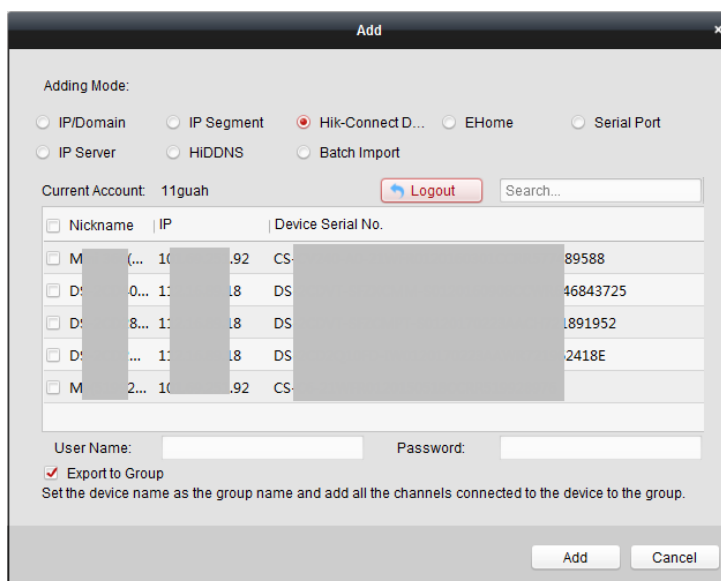 Add
×
Adding Mode:
IP/Domain IP Segment Hik-Connect D... EHome Serial Port
IP Server HiDDNS Batch Import
Current Account: 11guah Logout Search...
Nickname IP Device Serial No.
M (... 10 .92 CS- 89588
DS 0... 11 18 DS 46843725
DS 8... 11 18 DS 1891952
DS ... 11 18 DS 2418E
M 2... 10 .92 CS-
User Name: Password:
Export to Group
Set the device name as the group name and add all the channels connected to the device to the group.
Add Cancel